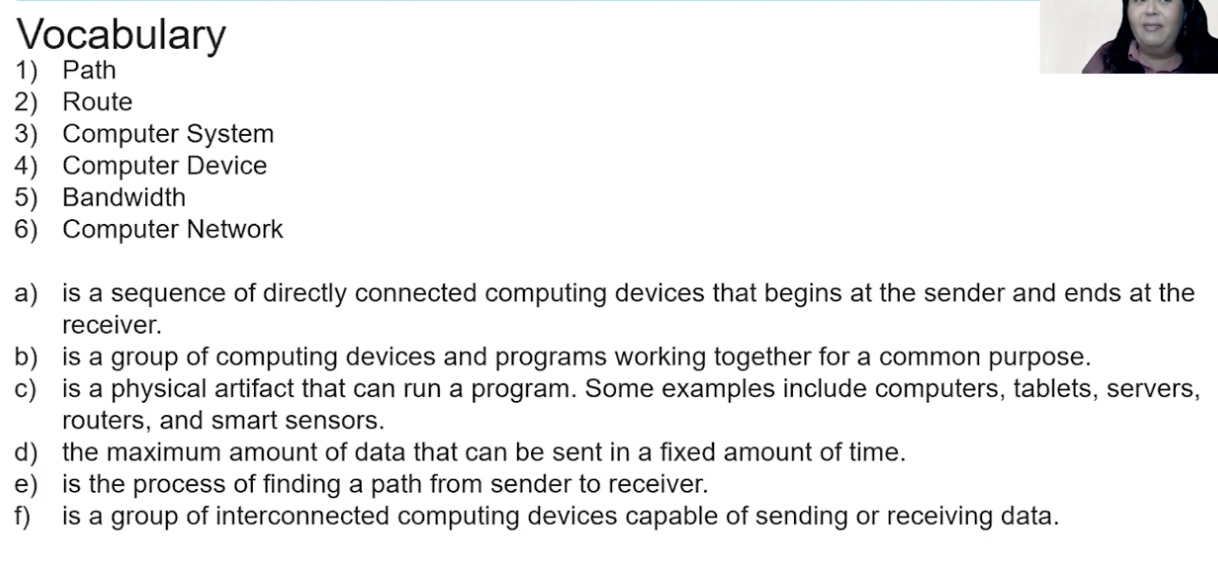 Vocabulary
1) Path
2) Route
3) Computer System
4) Computer Device
5) Bandwidth
6) Computer Network
a) is a sequence of directly connected computing devices that begins at the sender and ends at the
receiver.
b) is a group of computing devices and programs working together for a common purpose.
c) is a physical artifact that can run a program. Some examples include computers, tablets, servers,
routers, and smart sensors.
d) the maximum amount of data that can be sent in a fixed amount of time.
e) is the process of finding a path from sender to receiver.
f) is a group of interconnected computing devices capable of sending or receiving data.